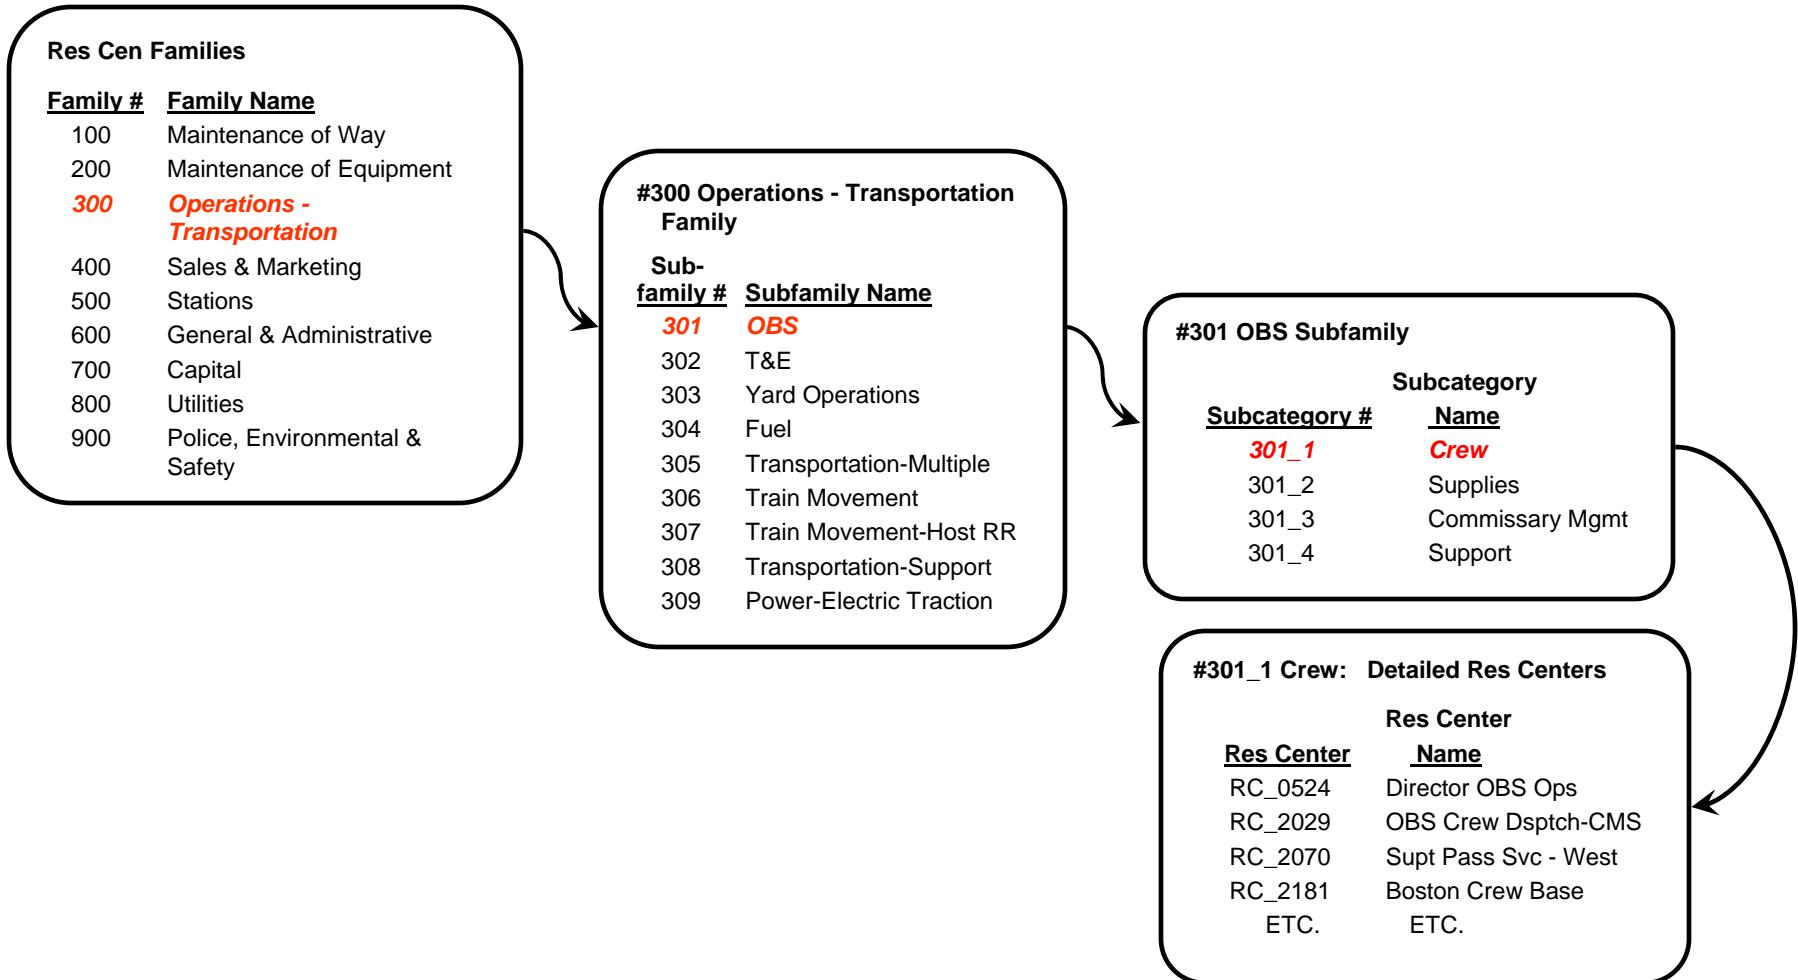 Res Cen Families
Family # Family Name
100 Maintenance of Way
200 Maintenance of Equipment
300 Operations -
Transportation
400 Sales & Marketing
500 Stations
600 General & Administrative
700 Capital
800 Utilities
900 Police, Environmental &
Safety
#300 Operations - Transportation
Family
Sub-
family # Subfamily Name
301 OBS
302 T&E
303 Yard Operations
304 Fuel
305 Transportation-Multiple
306 Train Movement
307 Train Movement-Host RR
308 Transportation-Support
309 Power-Electric Traction
#301 OBS Subfamily
Subcategory
Subcategory # Name
301_1 Crew
301_2 Supplies
301_3 Commissary Mgmt
301_4 Support
#301_1 Crew: Detailed Res Centers
Res Center
Res Center Name
RC_0524 Director OBS Ops
RC_2029 OBS Crew Dsptch-CMS
RC_2070 Supt Pass Svc - West
RC_2181 Boston Crew Base
ETC. ETC.